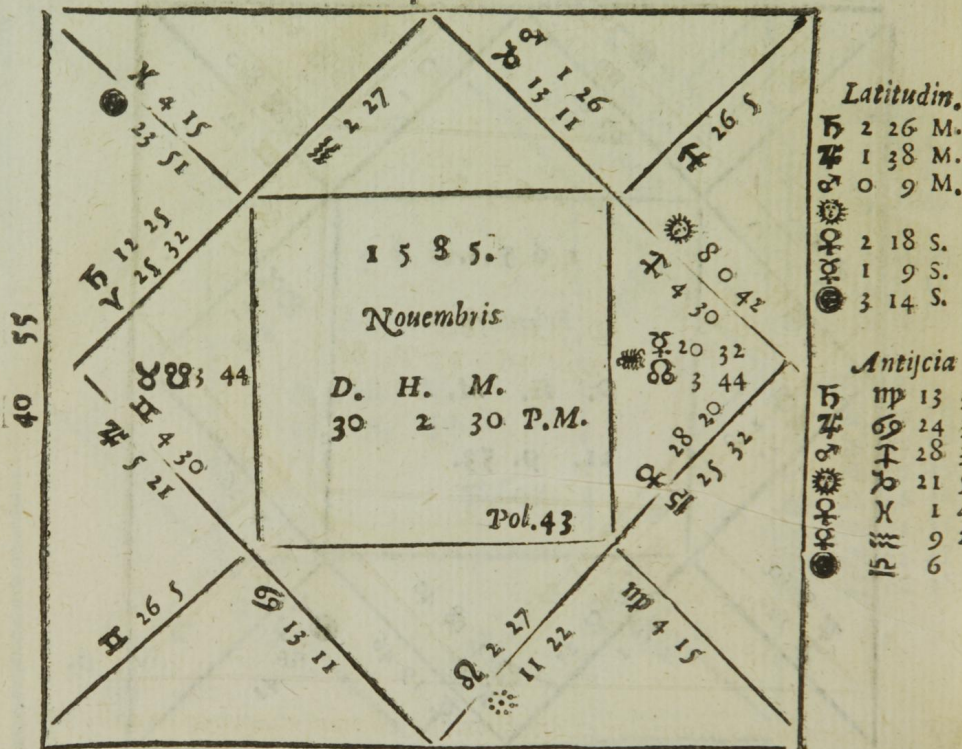 ♓ 4 15
☽ 23 51
♒ 2 27
♂ 1 26
♑ 13 11
♐ 26 5
♄ 12 25
♈ 25 32
☉ 8 0 42
♐ 4 30
1 5 8 5.
Nouembris
D. H. M.
30 2 30 P.M.
Pol. 43
40 55
♉ ☋ 3 44
♊ 4 30
♃ 5 21
♏ ☿ 20 32
☊ 3 44
♀ 28 20
♎ 25 32
♊ 26 5
♋ 13 11
♌ 2 27
11 22
♍ 4 15
Latitudin.
♄ 2 26 M.
♃ 1 38 M.
♂ 0 9 M.
☉
♀ 2 18 S.
☿ 1 9 S.
☽ 3 14 S.
Antiscia
♄ ♍ 13
♃ ♋ 24
♂ ♐ 28
☉ ♑ 21
♀ ♓ 1
☿ ♒ 9
☽ ♎ 6